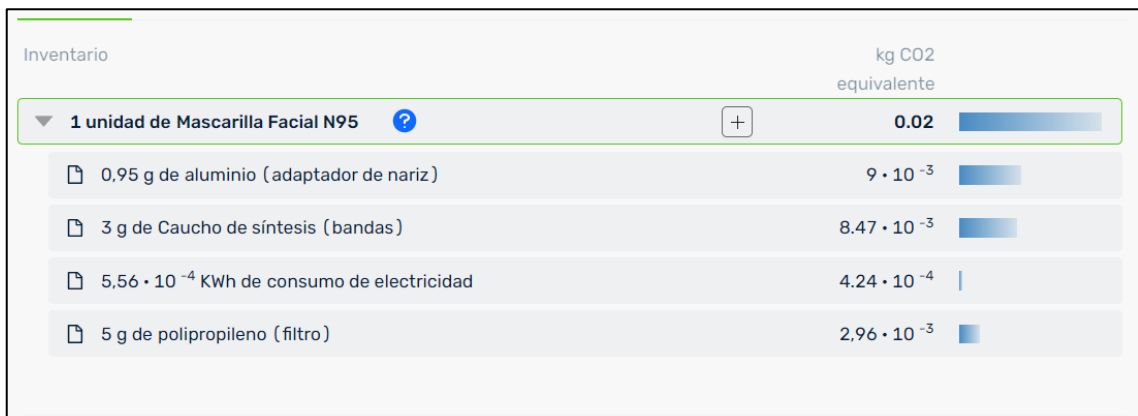 Inventario kg CO2
equivalente
1 unidad de Mascarilla Facial N95 ? + 0.02
0,95 g de aluminio (adaptador de nariz) 9 · 10 ⁻³
3 g de Caucho de síntesis (bandas) 8.47 · 10 ⁻³
5,56 · 10 ⁻⁴ KWh de consumo de electricidad 4.24 · 10 ⁻⁴
5 g de polipropileno (filtro) 2,96 · 10 ⁻³